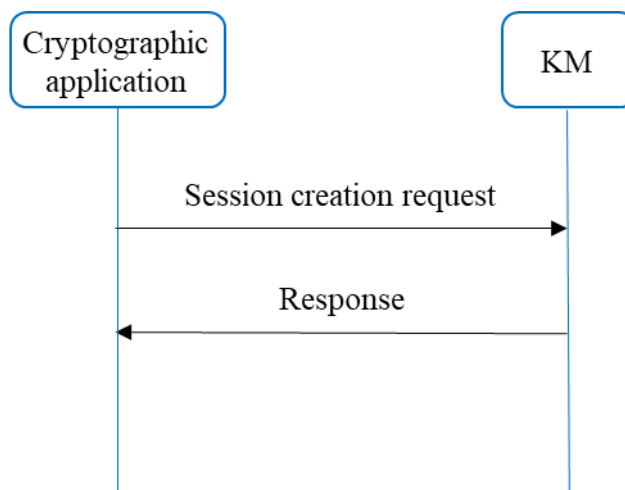 Cryptographic
application
KM
Session creation request
Response